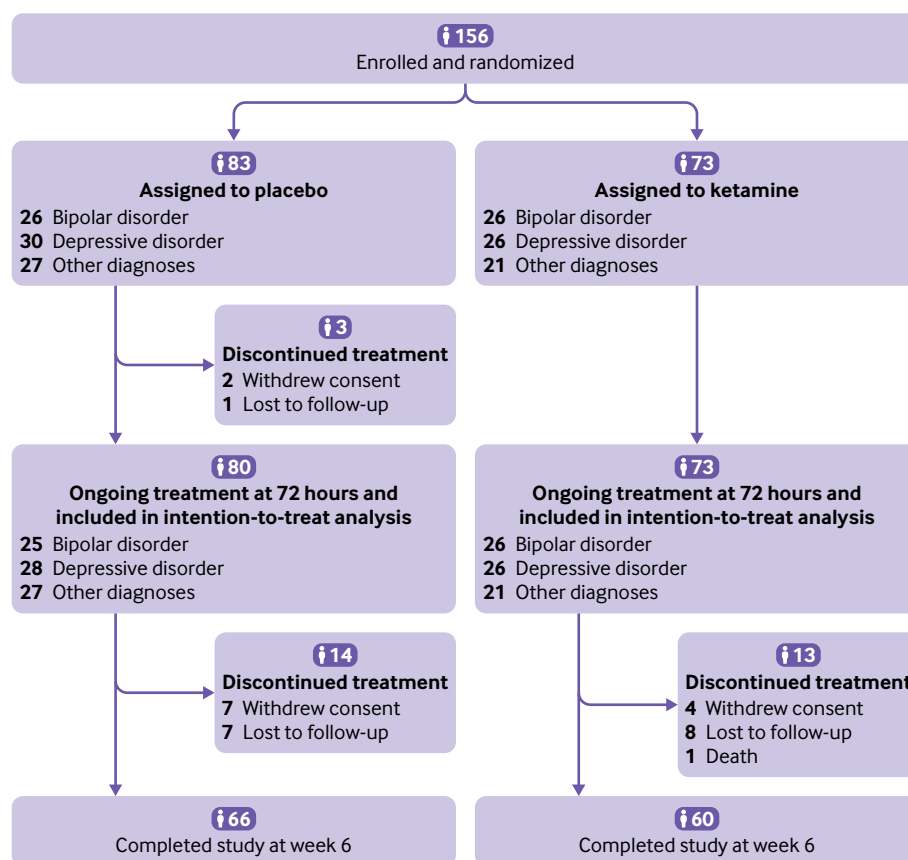 156
Enrolled and randomized
83
Assigned to placebo
26 Bipolar disorder
30 Depressive disorder
27 Other diagnoses
73
Assigned to ketamine
26 Bipolar disorder
26 Depressive disorder
21 Other diagnoses
3
Discontinued treatment
2 Withdrew consent
1 Lost to follow-up
80
Ongoing treatment at 72 hours and
included in intention-to-treat analysis
25 Bipolar disorder
28 Depressive disorder
27 Other diagnoses
73
Ongoing treatment at 72 hours and
included in intention-to-treat analysis
26 Bipolar disorder
26 Depressive disorder
21 Other diagnoses
14
Discontinued treatment
7 Withdrew consent
7 Lost to follow-up
13
Discontinued treatment
4 Withdrew consent
8 Lost to follow-up
1 Death
66
Completed study at week 6
60
Completed study at week 6